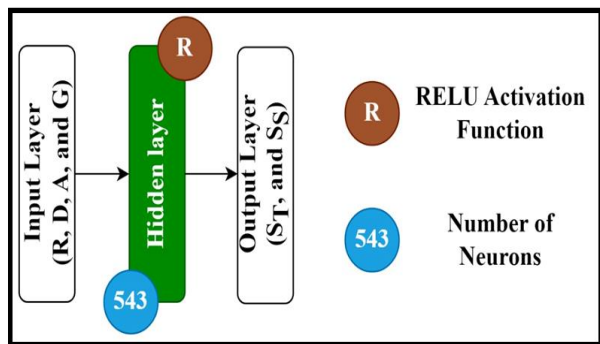 Input Layer
(R, D, A, and G)
Hidden layer
R
543
Output Layer
(ST, and SS)
R
RELU Activation
Function
543
Number of
Neurons